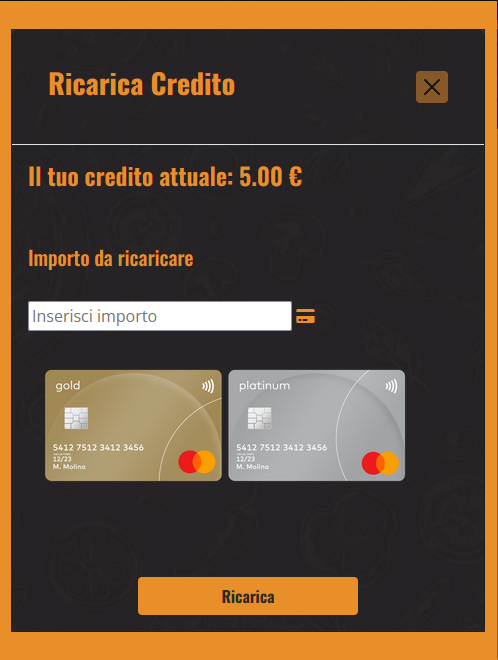 Ricarica Credito
Il tuo credito attuale: 5.00 €
Importo da ricaricare
Inserisci importo
gold
5412 7512 3412 3456
12/23
M. Molina
platinum
5412 7512 3412 3456
12/23
M. Molina
Ricarica